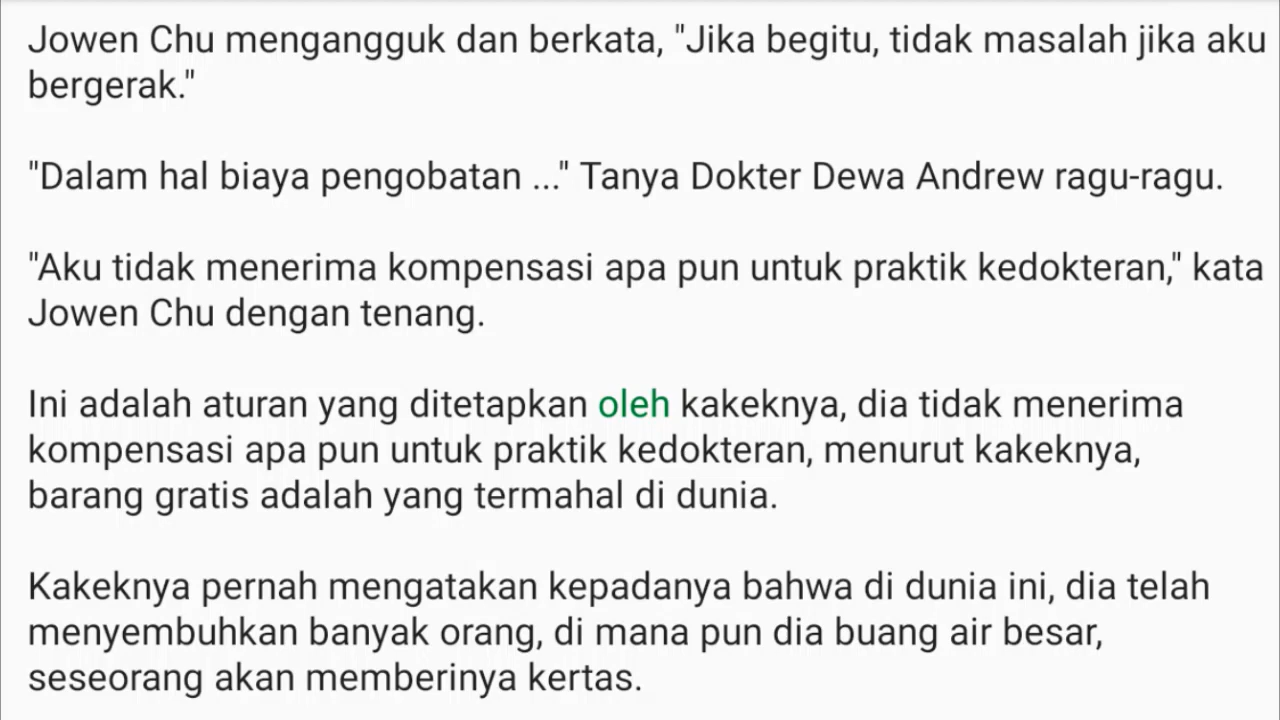 Jowen Chu mengangguk dan berkata, "Jika begitu, tidak masalah jika aku
bergerak."
"Dalam hal biaya pengobatan ..." Tanya Dokter Dewa Andrew ragu-ragu.
"Aku tidak menerima kompensasi apa pun untuk praktik kedokteran," kata
Jowen Chu dengan tenang.
Ini adalah aturan yang ditetapkan oleh kakeknya, dia tidak menerima
kompensasi apa pun untuk praktik kedokteran, menurut kakeknya,
barang gratis adalah yang termahal di dunia.
Kakeknya pernah mengatakan kepadanya bahwa di dunia ini, dia telah
menyembuhkan banyak orang, di mana pun dia buang air besar,
seseorang akan memberinya kertas.